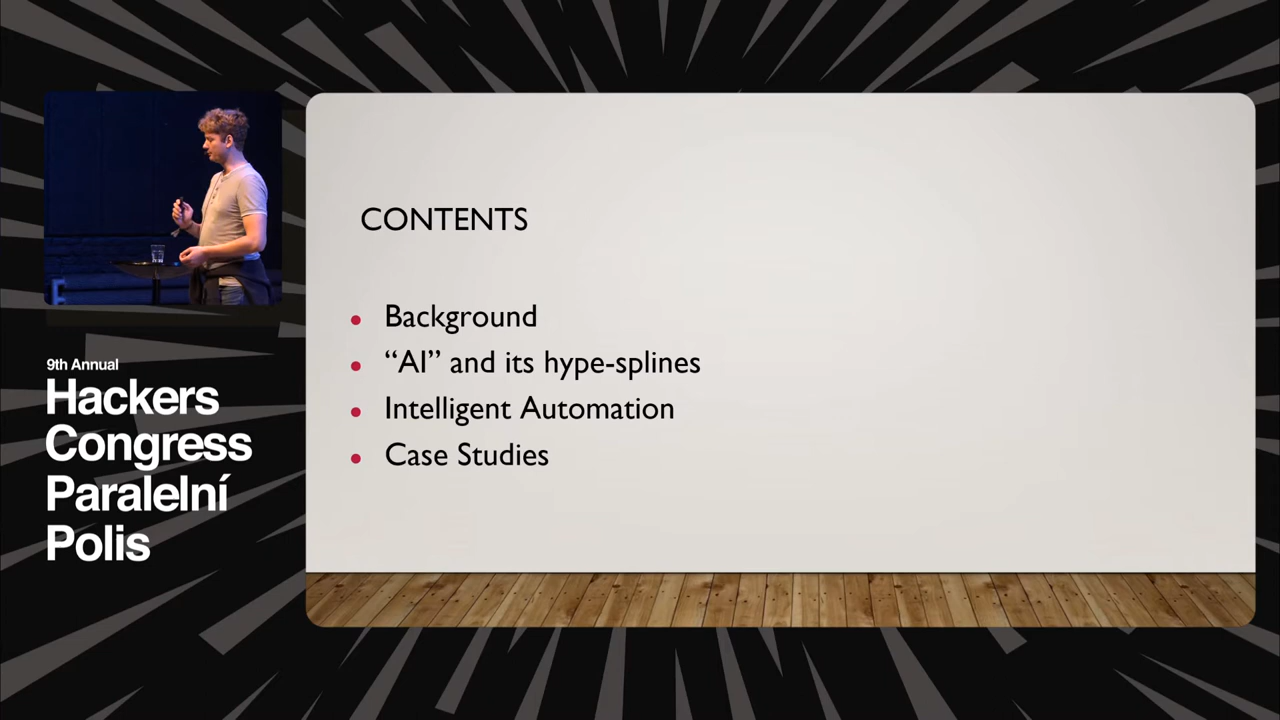 9th Annual
Hackers
Congress
Paralelní
Polis
CONTENTS
Background
“AI” and its hype-splines
Intelligent Automation
Case Studies